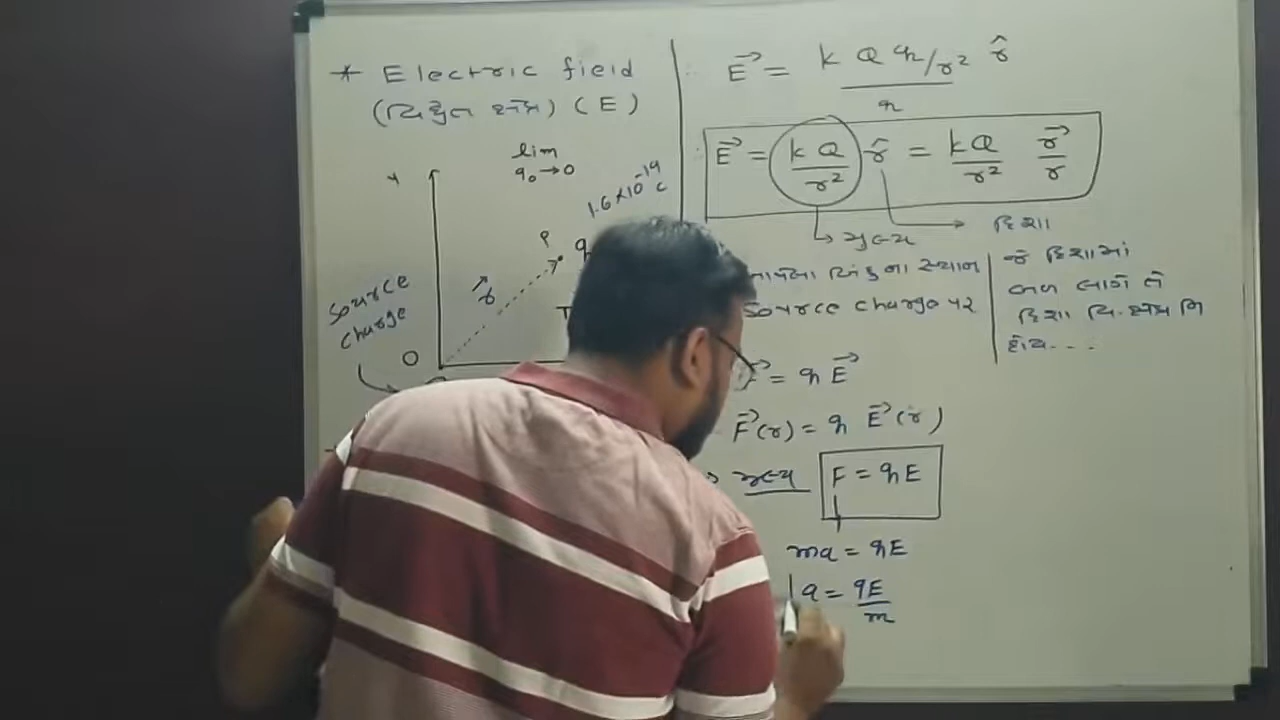 * Electric field
(વિદ્યુત ક્ષેત્ર) (E)
lim
q₀→0
1.6×10⁻¹⁹ c
Y
P
q
r⃗
Source
charge
O
E⃗ = k Q q/r² r̂
q
∴ E⃗ = kQ/r² r̂ = kQ/r² r⃗/r
→ મુલ્ય
→ દિશા
બિંદુના સ્થાન
Source charge પર
જે દિશામાં
બળ લાગે તે
દિશા વિ.ક્ષેત્ર ની
હોય...
F⃗ = q E⃗
F⃗(r) = q E⃗(r)
મુલ્ય F = qE
ma = qE
a = qE/m